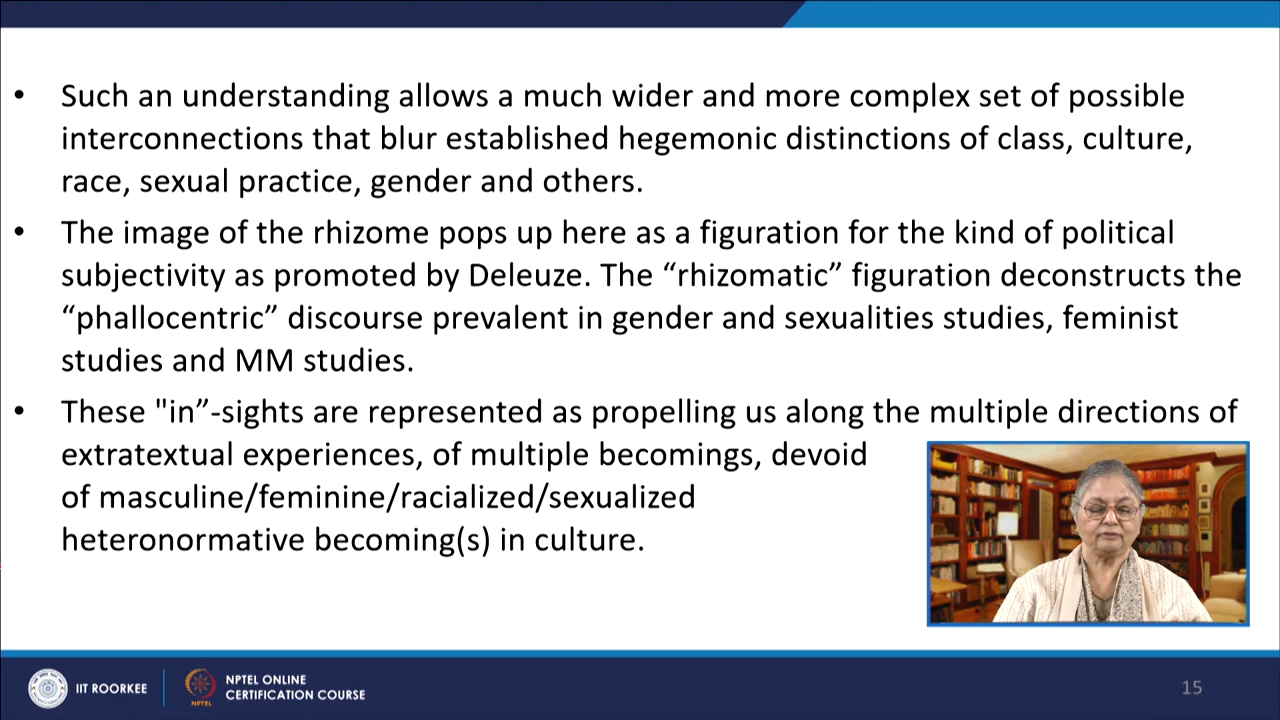 • Such an understanding allows a much wider and more complex set of possible
interconnections that blur established hegemonic distinctions of class, culture,
race, sexual practice, gender and others.
• The image of the rhizome pops up here as a figuration for the kind of political
subjectivity as promoted by Deleuze. The “rhizomatic” figuration deconstructs the
“phallocentric” discourse prevalent in gender and sexualities studies, feminist
studies and MM studies.
• These "in”-sights are represented as propelling us along the multiple directions of
extratextual experiences, of multiple becomings, devoid
of masculine/feminine/racialized/sexualized
heteronormative becoming(s) in culture.
IIT ROORKEE
NPTEL
NPTEL ONLINE
CERTIFICATION COURSE
15